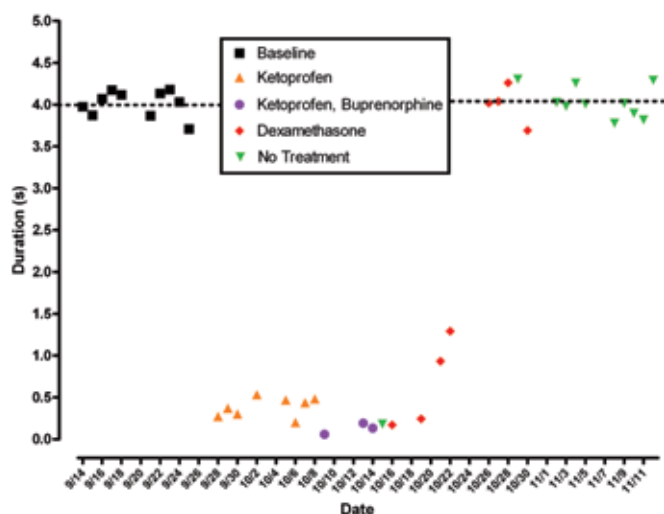 5.0
4.5
4.0
3.5
3.0
2.5
2.0
1.5
1.0
0.5
0.0
Duration (s)
Baseline
Ketoprofen
Ketoprofen, Buprenorphine
Dexamethasone
No Treatment
9/14 9/16 9/18 9/20 9/22 9/24 9/26 9/28 9/30 10/2 10/4 10/6 10/8 10/10 10/12 10/14 10/16 10/18 10/20 10/22 10/24 10/26 10/28 10/30 11/1 11/3 11/5 11/7 11/9 11/11
Date